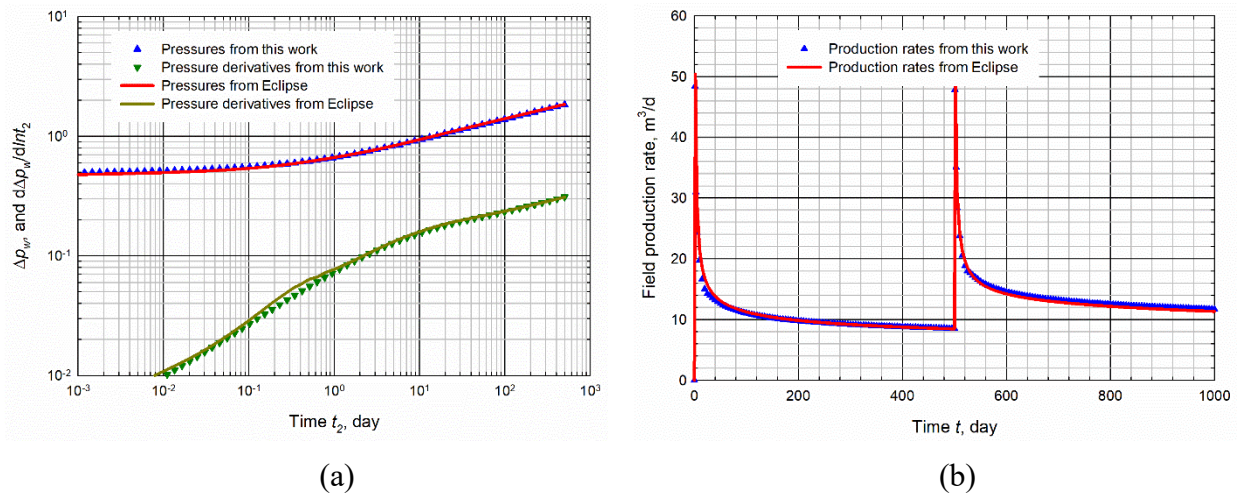 10¹
Pressures from this work
Pressure derivatives from this work
Pressures from Eclipse
Pressure derivatives from Eclipse
10⁰
10⁻¹
10⁻²
Δp_w, and dΔp_w/dlnt₂
10⁻³ 10⁻² 10⁻¹ 10⁰ 10¹ 10² 10³
Time t₂, day
(a)
60
50
40
30
20
10
0
Production rates from this work
Production rates from Eclipse
Field production rate, m³/d
0 200 400 600 800 1000
Time t, day
(b)